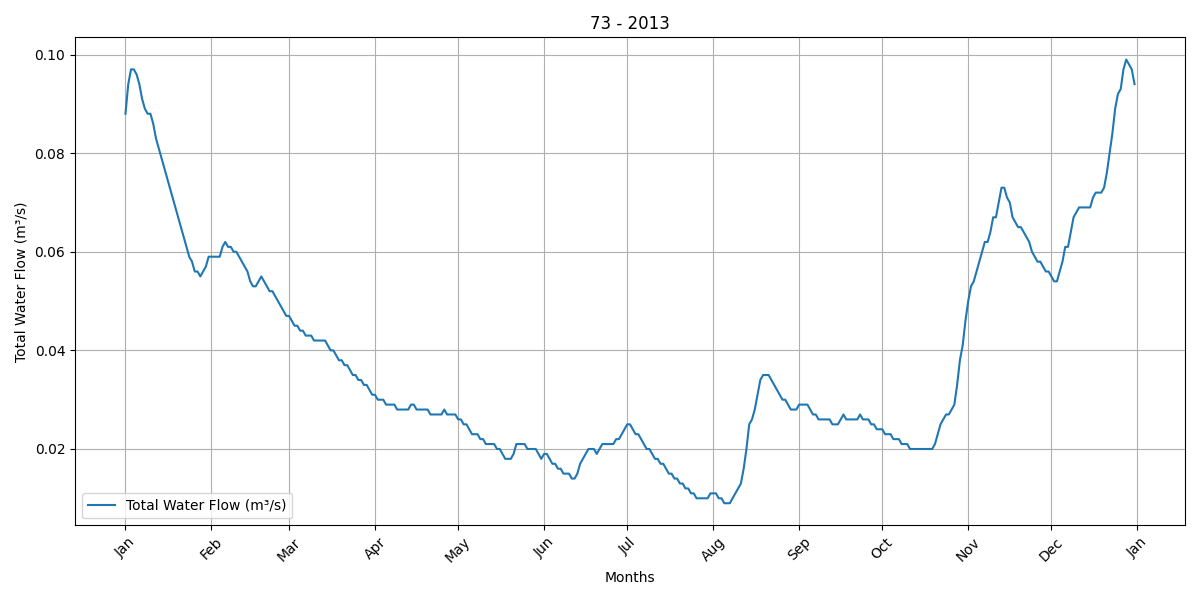 73 - 2013
Total Water Flow (m³/s)
0.10
0.08
0.06
0.04
0.02
Total Water Flow (m³/s)
Jan Feb Mar Apr May Jun Jul Aug Sep Oct Nov Dec Jan
Months